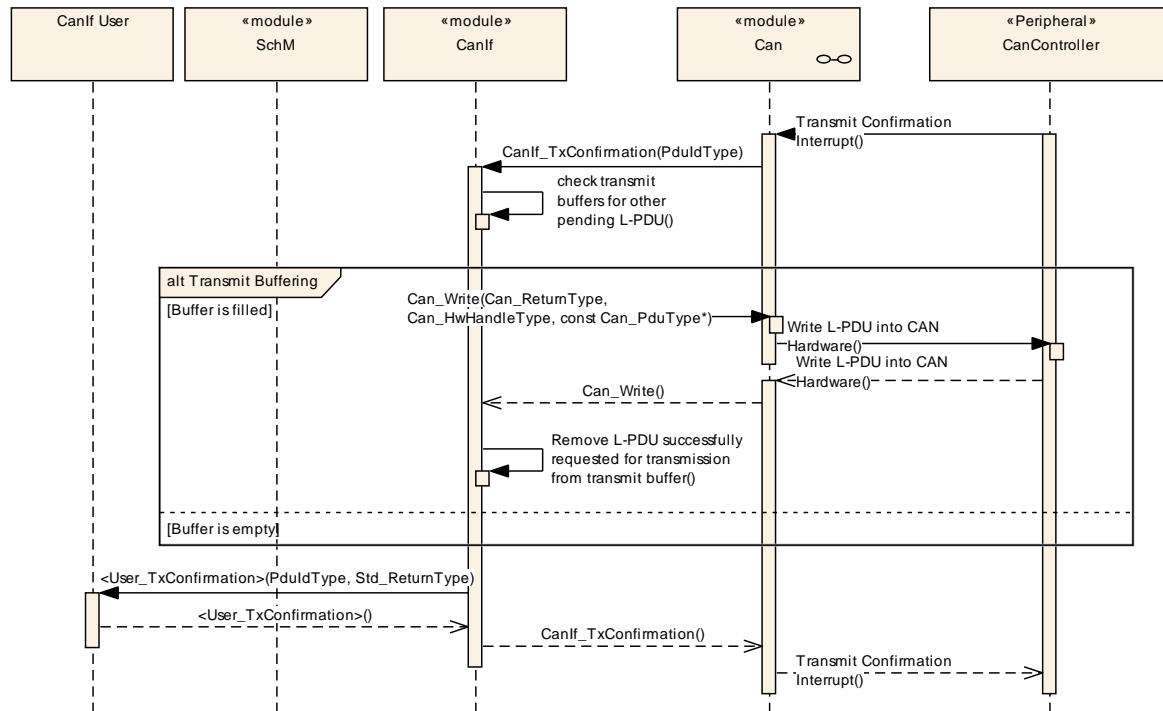 CanIf User
«module»
SchM
«module»
CanIf
«module»
Can
«Peripheral»
CanController
Transmit Confirmation
Interrupt()
CanIf_TxConfirmation(PduIdType)
check transmit
buffers for other
pending L-PDU()
alt Transmit Buffering
[Buffer is filled]
Can_Write(Can_ReturnType,
Can_HwHandleType, const Can_PduType*)
Write L-PDU into CAN
Hardware()
Write L-PDU into CAN
Hardware()
Can_Write()
Remove L-PDU successfully
requested for transmission
from transmit buffer()
[Buffer is empty]
<User_TxConfirmation>(PduIdType, Std_ReturnType)
<User_TxConfirmation>()
CanIf_TxConfirmation()
Transmit Confirmation
Interrupt()